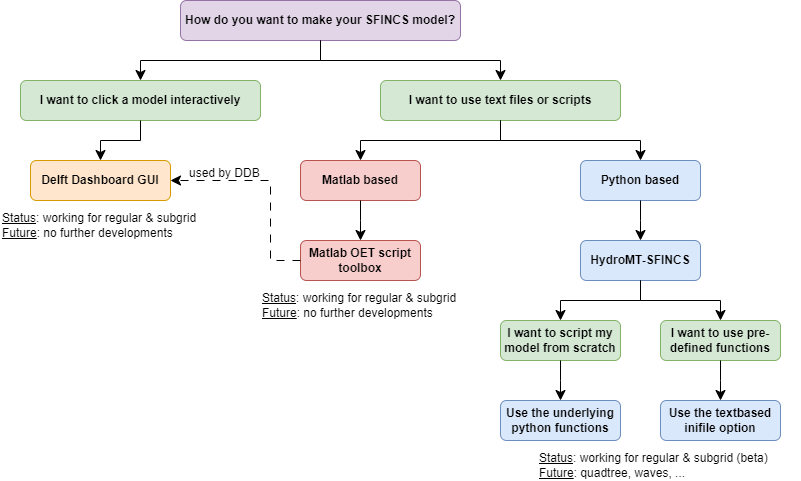 How do you want to make your SFINCS model?
I want to click a model interactively
I want to use text files or scripts
Delft Dashboard GUI
used by DDB
Matlab based
Python based
Status: working for regular & subgrid
Future: no further developments
Matlab OET script
toolbox
HydroMT-SFINCS
Status: working for regular & subgrid
Future: no further developments
I want to script my
model from scratch
I want to use pre-
defined functions
Use the underlying
python functions
Use the textbased
inifile option
Status: working for regular & subgrid (beta)
Future: quadtree, waves, ...